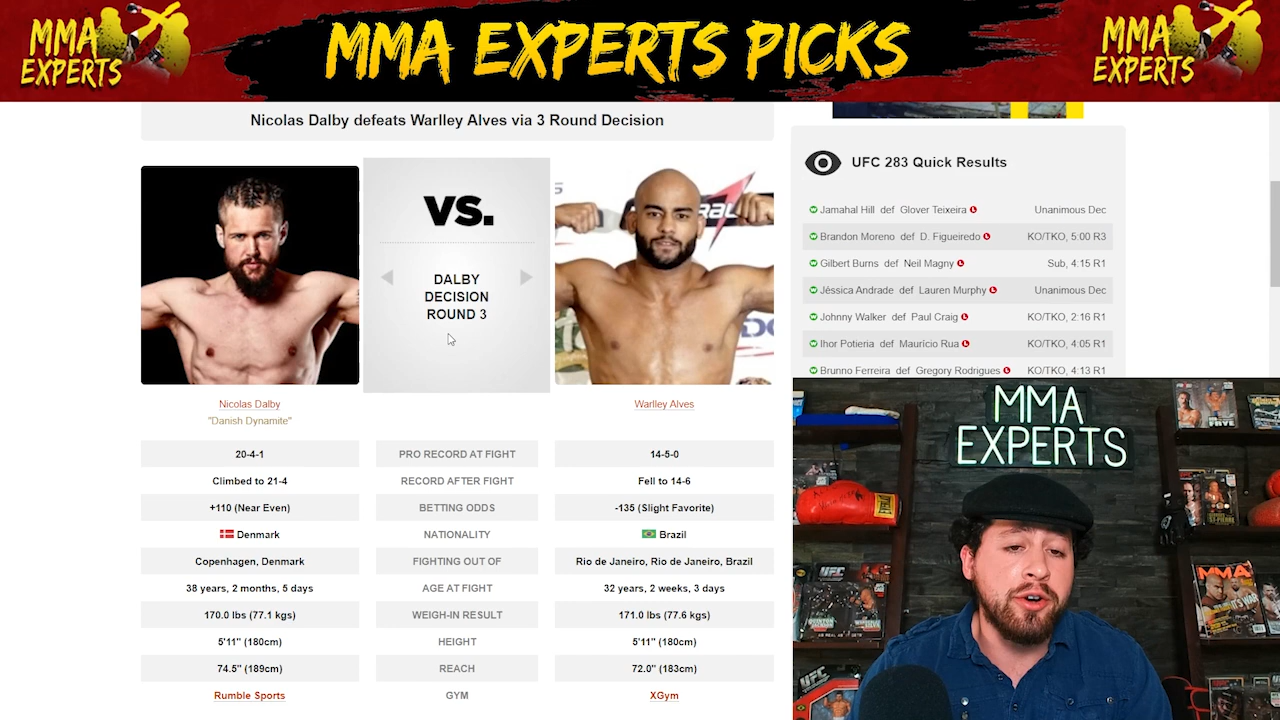 MMA
EXPERTS
MMA EXPERTS PICKS
MMA
EXPERTS
Nicolas Dalby defeats Warlley Alves via 3 Round Decision
VS.
DALBY
DECISION
ROUND 3
Nicolas Dalby
"Danish Dynamite"
Warlley Alves
20-4-1 PRO RECORD AT FIGHT 14-5-0
Climbed to 21-4 RECORD AFTER FIGHT Fell to 14-6
+110 (Near Even) BETTING ODDS -135 (Slight Favorite)
Denmark NATIONALITY Brazil
Copenhagen, Denmark FIGHTING OUT OF Rio de Janeiro, Rio de Janeiro, Brazil
38 years, 2 months, 5 days AGE AT FIGHT 32 years, 2 weeks, 3 days
170.0 lbs (77.1 kgs) WEIGH-IN RESULT 171.0 lbs (77.6 kgs)
5'11" (180cm) HEIGHT 5'11" (180cm)
74.5" (189cm) REACH 72.0" (183cm)
Rumble Sports GYM XGym
UFC 283 Quick Results
W Jamahal Hill def Glover Teixeira L Unanimous Dec
W Brandon Moreno def D. Figueiredo L KO/TKO, 5:00 R3
W Gilbert Burns def Neil Magny L Sub, 4:15 R1
W Jéssica Andrade def Lauren Murphy L Unanimous Dec
W Johnny Walker def Paul Craig L KO/TKO, 2:16 R1
W Ihor Potieria def Maurício Rua L KO/TKO, 4:05 R1
W Brunno Ferreira def Gregory Rodrigues L KO/TKO, 4:13 R1
MMA
EXPERTS
UFC
MMA